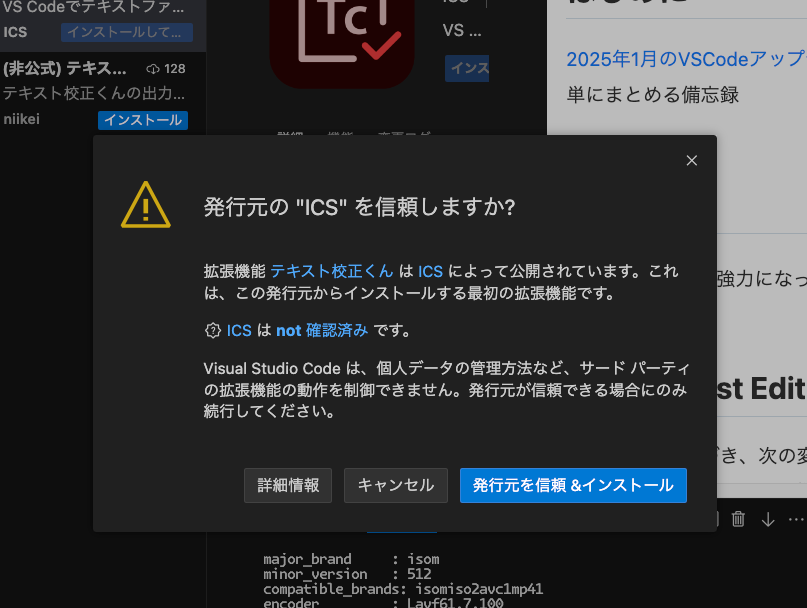 VS Codeでテキストファ...
ICS
インストールして...
(非公式) テキス...
128
テキスト校正くんの出力...
niikei
インストール
Tc
VS ...
インス
2025年1月のVSCodeアップ
単にまとめる備忘録
発行元の "ICS" を信頼しますか?
拡張機能 テキスト校正くん は ICS によって公開されています。これ
は、この発行元からインストールする最初の拡張機能です。
ICS は not 確認済み です。
Visual Studio Code は、個人データの管理方法など、サード パーティ
の拡張機能の動作を制御できません。発行元が信頼できる場合にのみ
続行してください。
詳細情報
キャンセル
発行元を信頼 &インストール
強力になっ
st Edit
き、次の変
major_brand : isom
minor_version : 512
compatible_brands: isomiso2avc1mp41
encoder : Lavf61.7.100